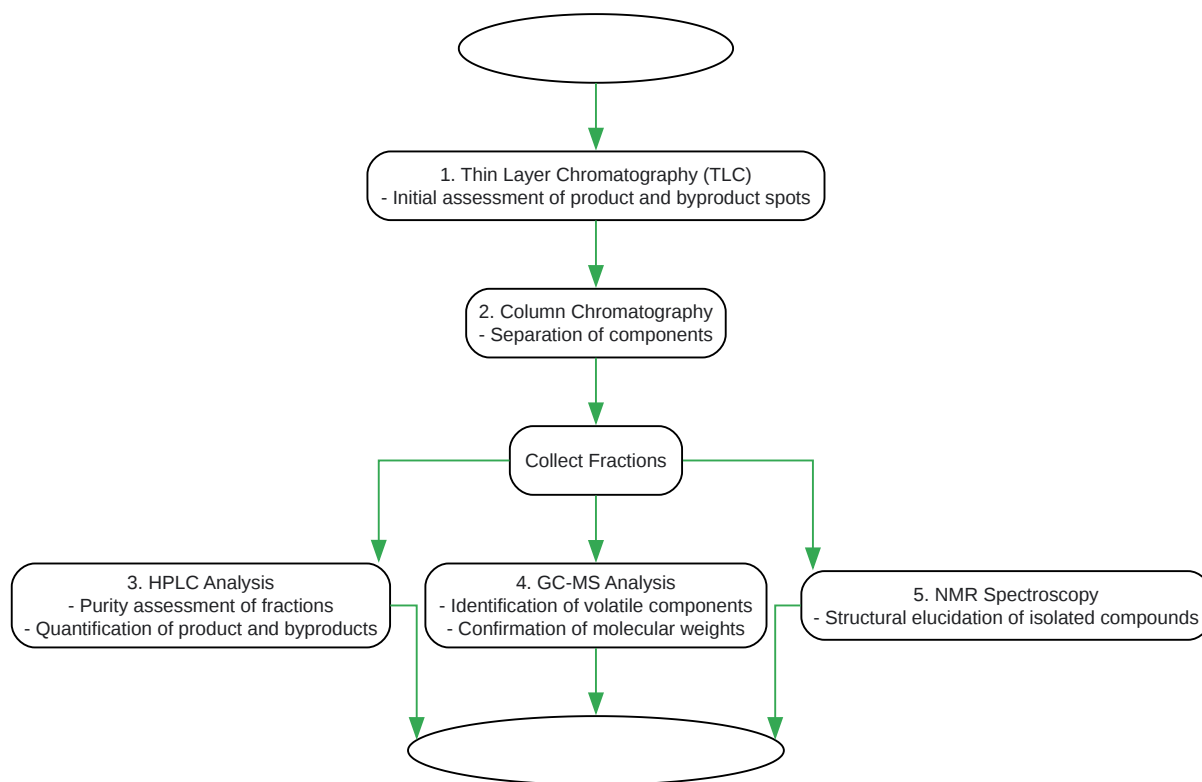 1. Thin Layer Chromatography (TLC)
- Initial assessment of product and byproduct spots
2. Column Chromatography
- Separation of components
Collect Fractions
3. HPLC Analysis
- Purity assessment of fractions
- Quantification of product and byproducts
4. GC-MS Analysis
- Identification of volatile components
- Confirmation of molecular weights
5. NMR Spectroscopy
- Structural elucidation of isolated compounds